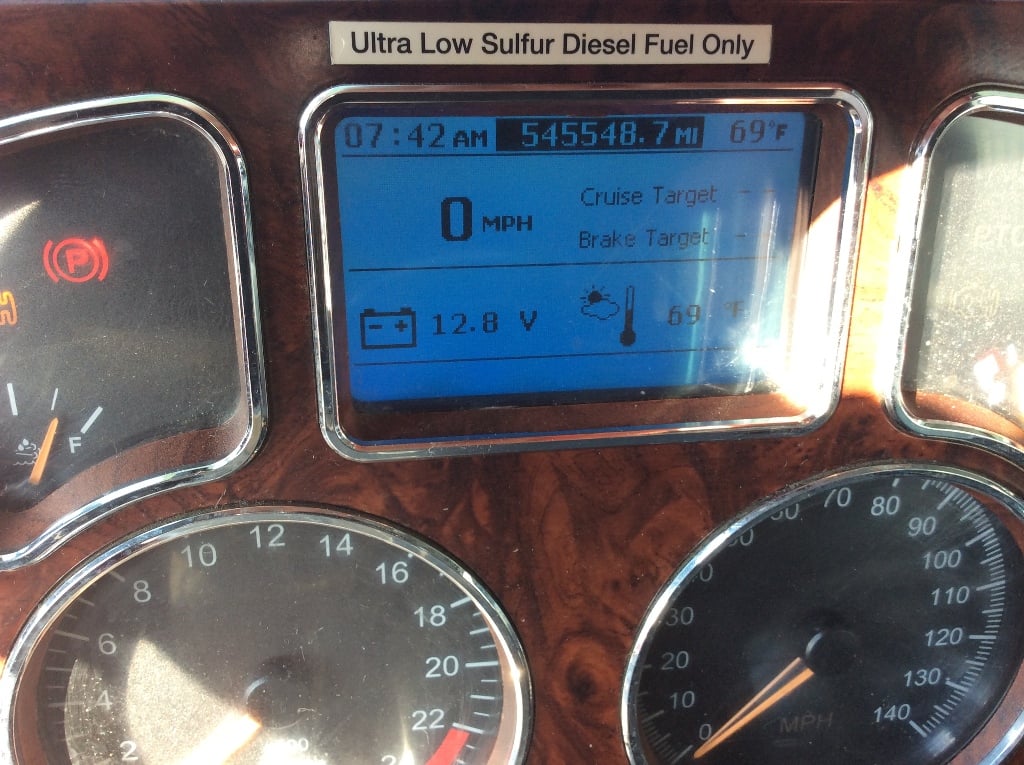 Ultra Low Sulfur Diesel Fuel Only
07:42 AM 545548.7 MI 69°F
0 MPH
Cruise Target - -
Brake Target -
12.8 V 69 °F
P
F
PTO
2
4
6
8
10
12
14
16
18
20
22
0
10
20
30
70
80
90
100
110
120
130
140
MPH